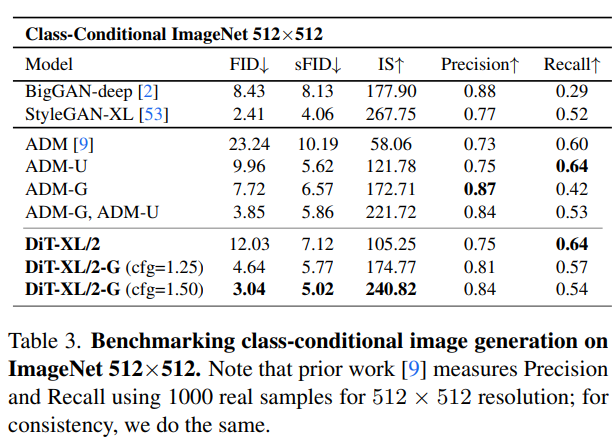 Class-Conditional ImageNet 512×512
Model FID↓ sFID↓ IS↑ Precision↑ Recall↑
BigGAN-deep [2] 8.43 8.13 177.90 0.88 0.29
StyleGAN-XL [53] 2.41 4.06 267.75 0.77 0.52
ADM [9] 23.24 10.19 58.06 0.73 0.60
ADM-U 9.96 5.62 121.78 0.75 0.64
ADM-G 7.72 6.57 172.71 0.87 0.42
ADM-G, ADM-U 3.85 5.86 221.72 0.84 0.53
DiT-XL/2 12.03 7.12 105.25 0.75 0.64
DiT-XL/2-G (cfg=1.25) 4.64 5.77 174.77 0.81 0.57
DiT-XL/2-G (cfg=1.50) 3.04 5.02 240.82 0.84 0.54
Table 3. Benchmarking class-conditional image generation on
ImageNet 512×512. Note that prior work [9] measures Precision
and Recall using 1000 real samples for 512 × 512 resolution; for
consistency, we do the same.